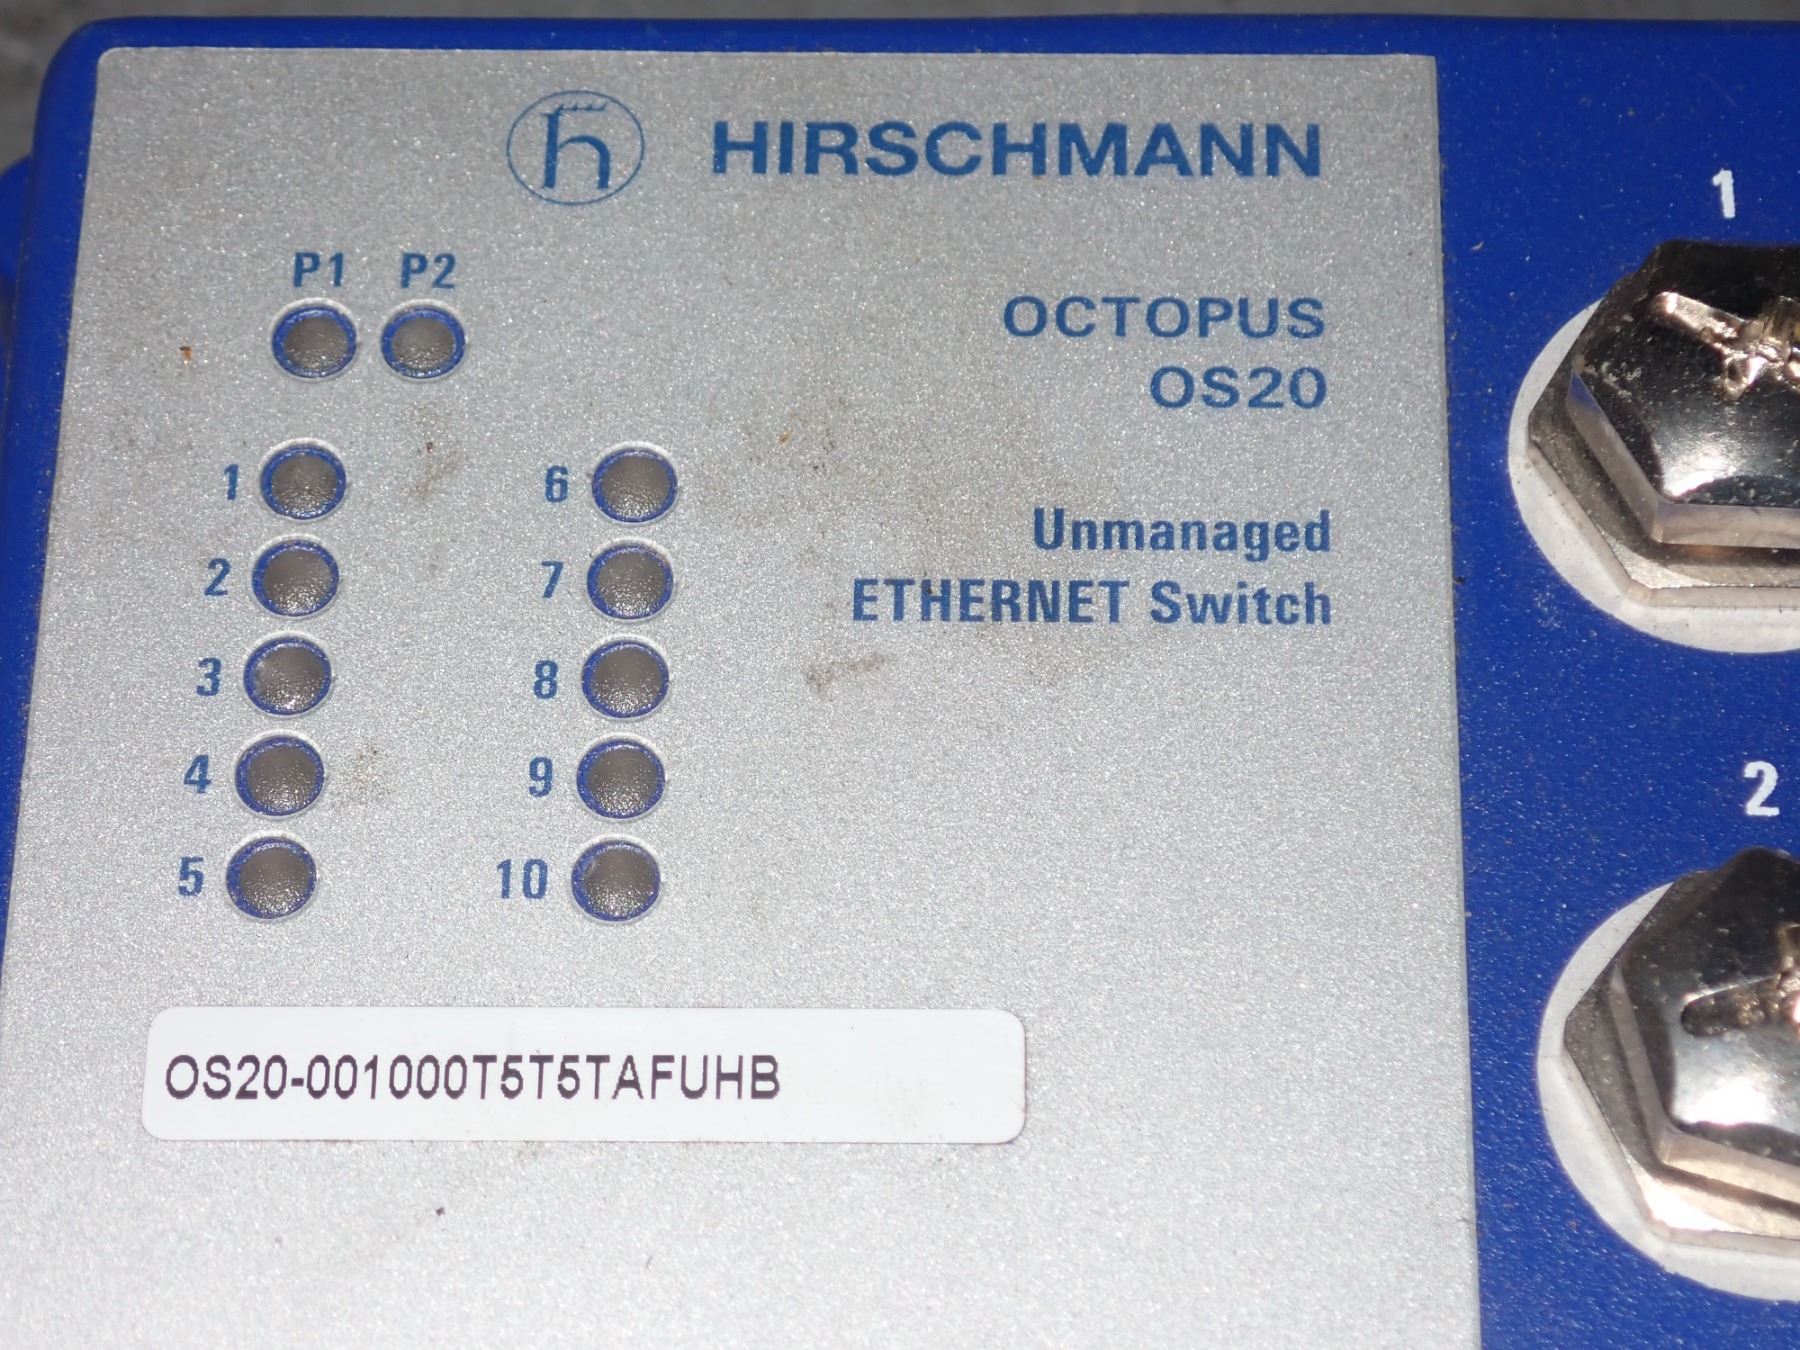 HIRSCHMANN
1
P1 P2
OCTOPUS
OS20
1 6
Unmanaged
2 7
ETHERNET Switch
3 8
4 9
2
5 10
OS20-001000T5T5TAFUHB